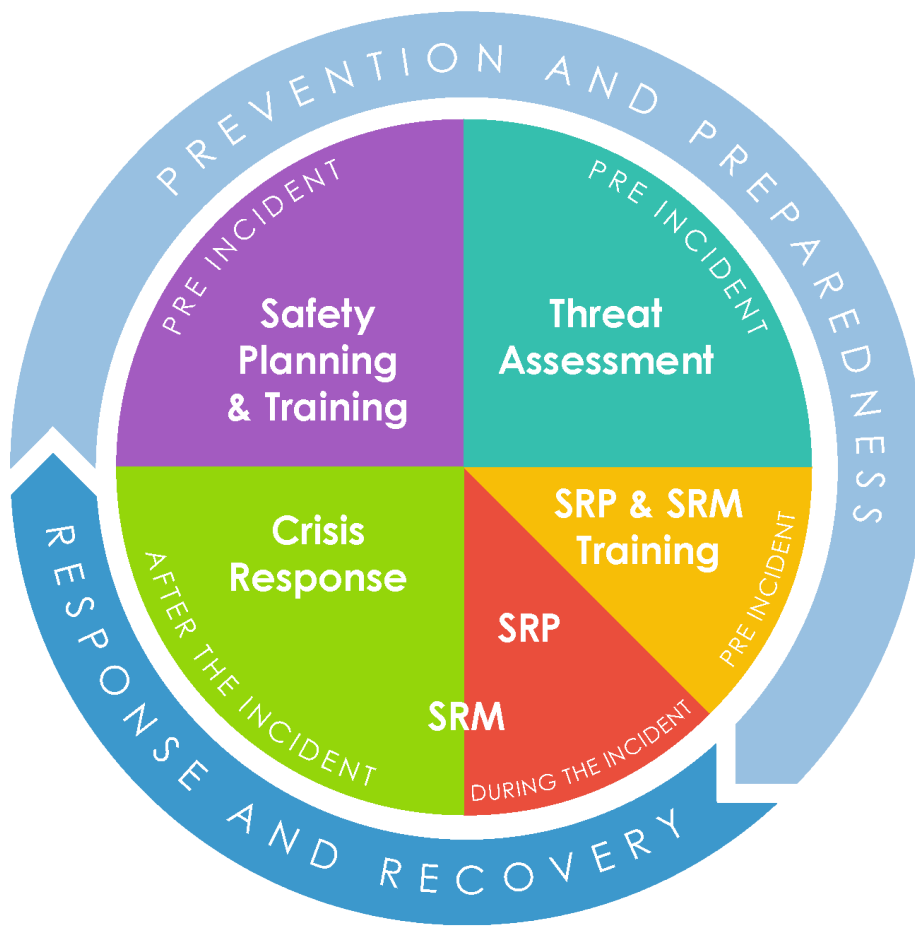 PREVENTION AND PREPAREDNESS
PRE INCIDENT
Safety
Planning
& Training
PRE INCIDENT
Threat
Assessment
SRP & SRM
Training
PRE INCIDENT
SRP
DURING THE INCIDENT
SRM
Crisis
Response
AFTER THE INCIDENT
RESPONSE AND RECOVERY